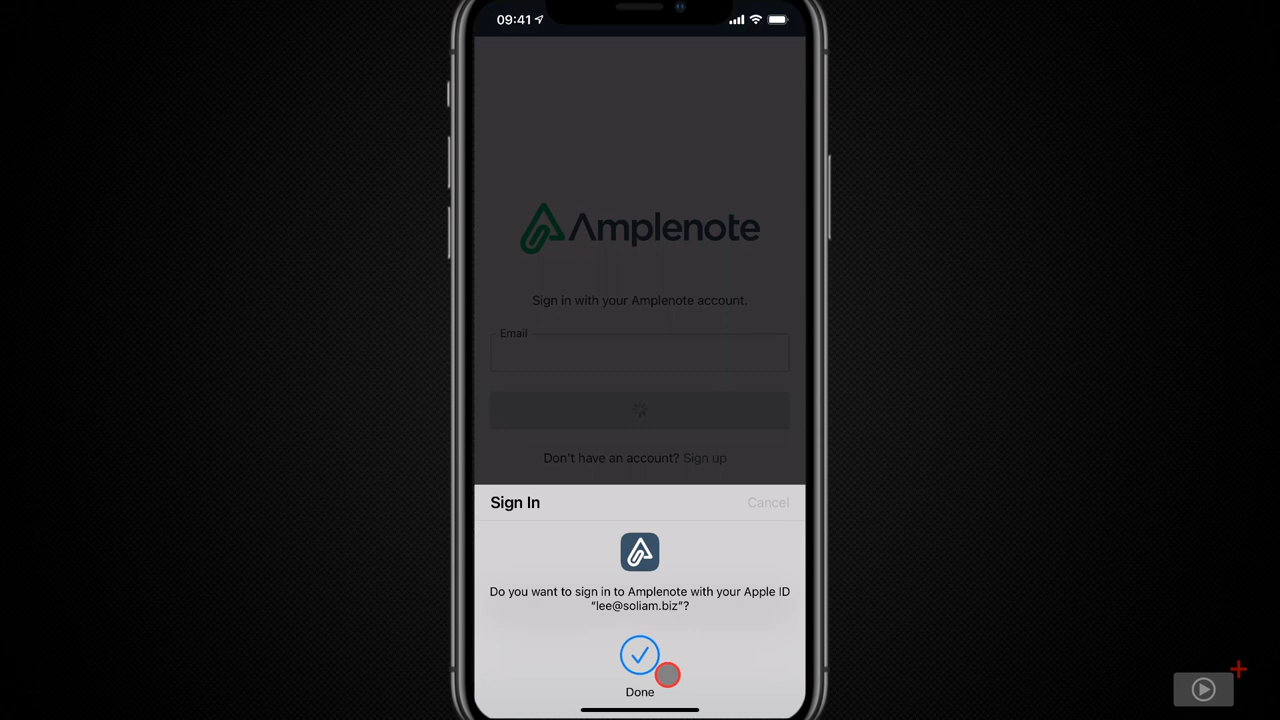 09:41
Amplenote
Sign in with your Amplenote account.
Email
Don't have an account? Sign up
Sign In
Cancel
Do you want to sign in to Amplenote with your Apple ID
“lee@soliam.biz”?
Done